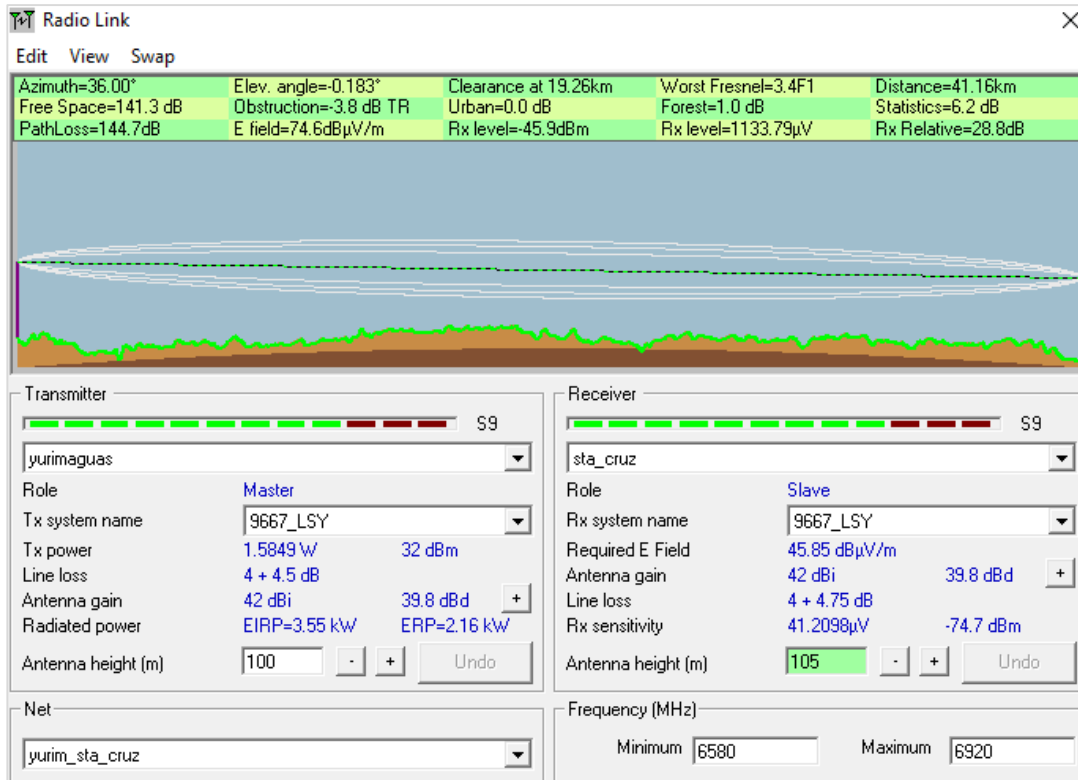 Radio Link
Edit View Swap
Azimuth=36.00° Elev. angle=-0.183° Clearance at 19.26km Worst Fresnel=3.4F1 Distance=41.16km
Free Space=141.3 dB Obstruction=-3.8 dB TR Urban=0.0 dB Forest=1.0 dB Statistics=6.2 dB
PathLoss=144.7dB E field=74.6dBµV/m Rx level=-45.9dBm Rx level=1133.79µV Rx Relative=28.8dB
Transmitter
S9
yurimaguas
Role Master
Tx system name 9667_LSY
Tx power 1.5849 W 32 dBm
Line loss 4 + 4.5 dB
Antenna gain 42 dBi 39.8 dBd +
Radiated power EIRP=3.55 kW ERP=2.16 kW
Antenna height (m) 100 - + Undo
Net
yurim_sta_cruz
Receiver
S9
sta_cruz
Role Slave
Rx system name 9667_LSY
Required E Field 45.85 dBµV/m
Antenna gain 42 dBi 39.8 dBd +
Line loss 4 + 4.75 dB
Rx sensitivity 41.2098µV -74.7 dBm
Antenna height (m) 105 - + Undo
Frequency (MHz)
Minimum 6580 Maximum 6920